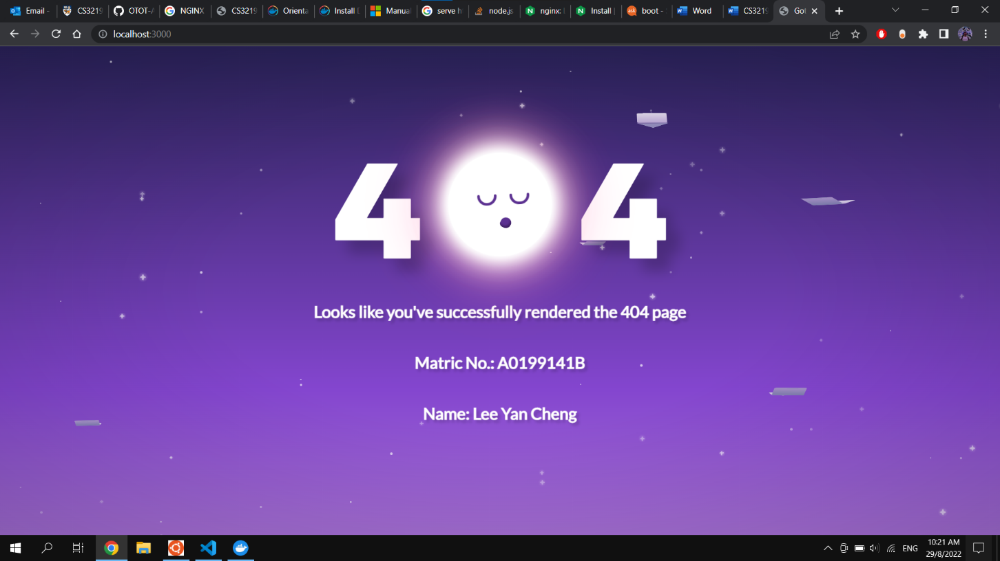 Email -
CS3219
OTOT-A
NGINX
CS3219
Orienta
Install D
Manual
serve h
node.js
nginx:
Install
boot -
Word
CS3219
Got
localhost:3000
4 4
Looks like you've successfully rendered the 404 page
Matric No.: A0199141B
Name: Lee Yan Cheng
ENG
10:21 AM
29/8/2022